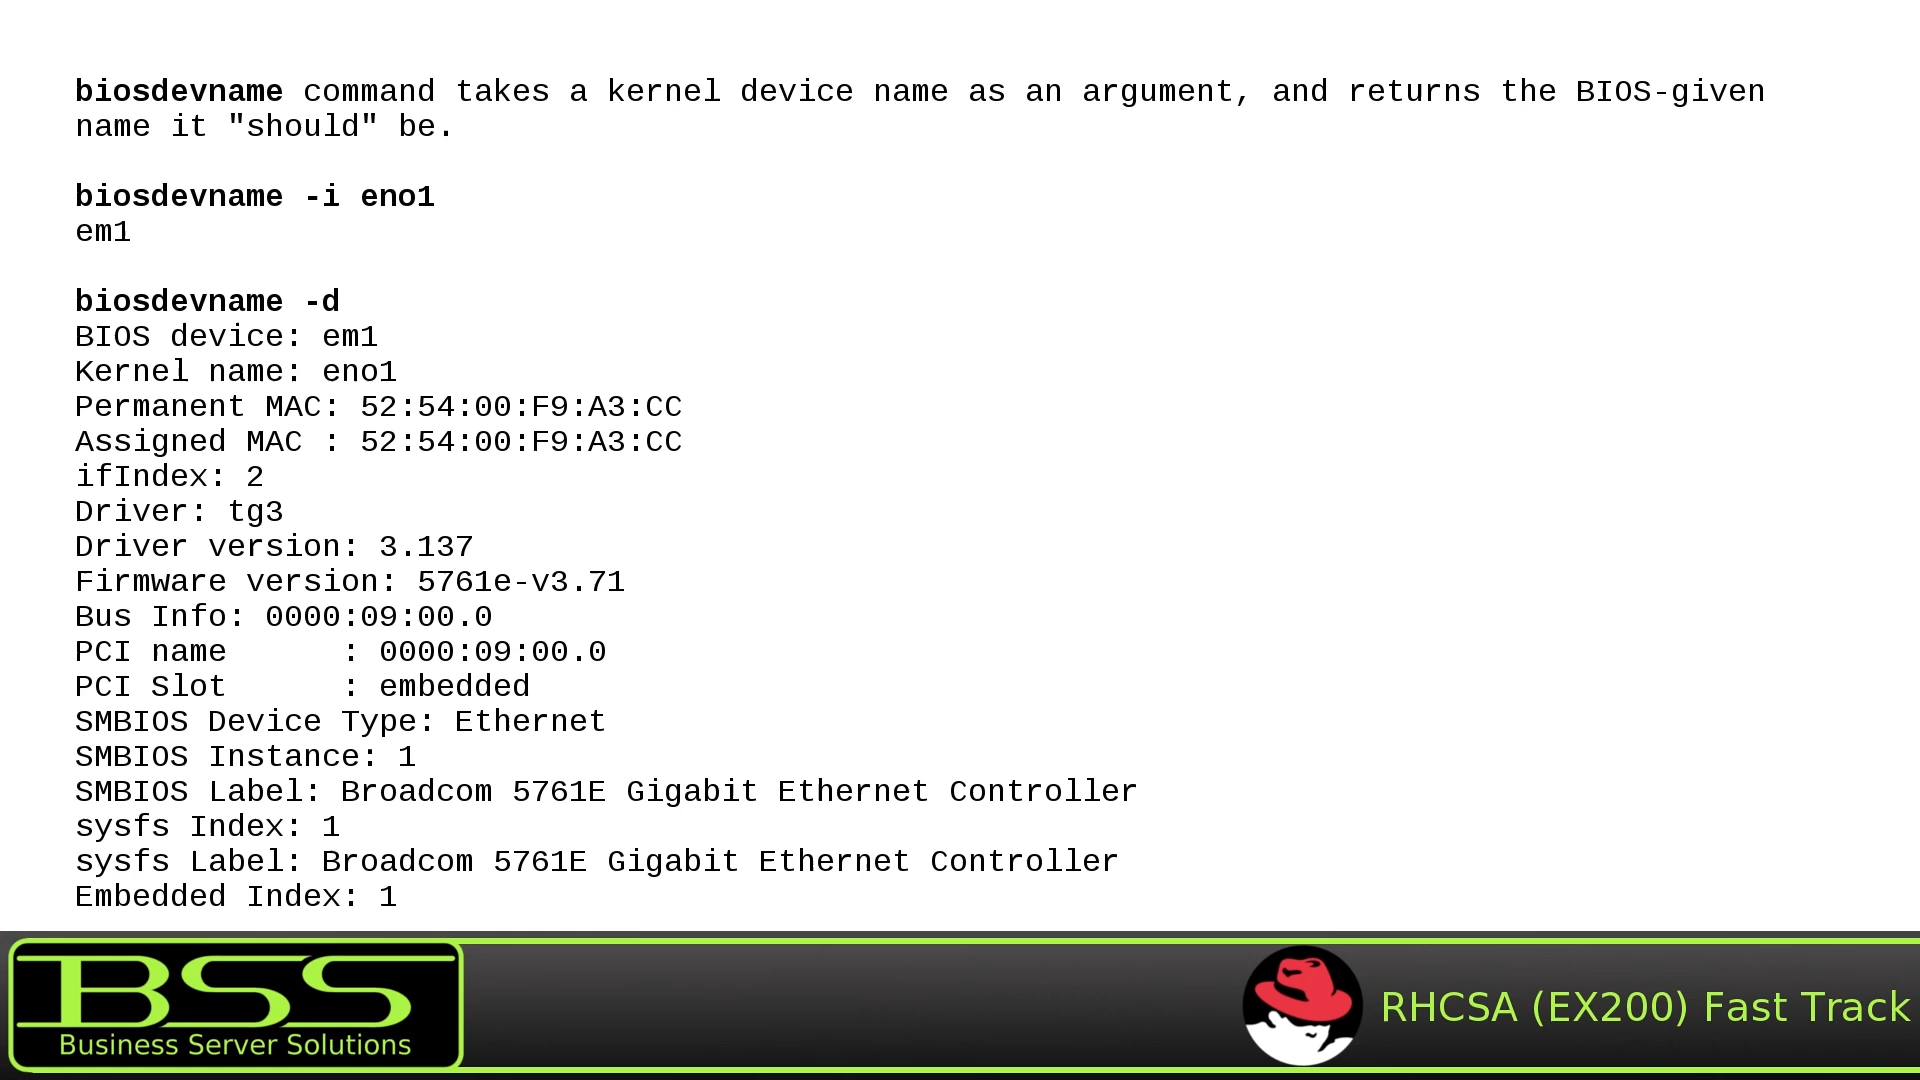 biosdevname command takes a kernel device name as an argument, and returns the BIOS-given
name it "should" be.
biosdevname -i eno1
em1
biosdevname -d
BIOS device: em1
Kernel name: eno1
Permanent MAC: 52:54:00:F9:A3:CC
Assigned MAC : 52:54:00:F9:A3:CC
ifIndex: 2
Driver: tg3
Driver version: 3.137
Firmware version: 5761e-v3.71
Bus Info: 0000:09:00.0
PCI name      : 0000:09:00.0
PCI Slot      : embedded
SMBIOS Device Type: Ethernet
SMBIOS Instance: 1
SMBIOS Label: Broadcom 5761E Gigabit Ethernet Controller
sysfs Index: 1
sysfs Label: Broadcom 5761E Gigabit Ethernet Controller
Embedded Index: 1
BSS
Business Server Solutions
RHCSA (EX200) Fast Track